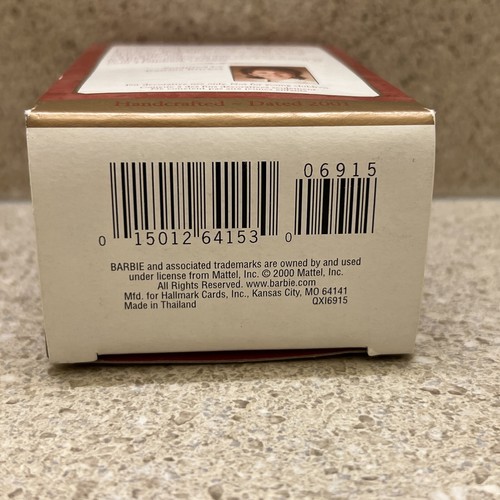 Handcrafted ~ Dated 2001
06915
0 15012 64153 0
BARBIE and associated trademarks are owned by and used
under license from Mattel, Inc. © 2000 Mattel, Inc.
All Rights Reserved. www.barbie.com
Mfd. for Hallmark Cards, Inc., Kansas City, MO 64141
Made in Thailand QXI6915